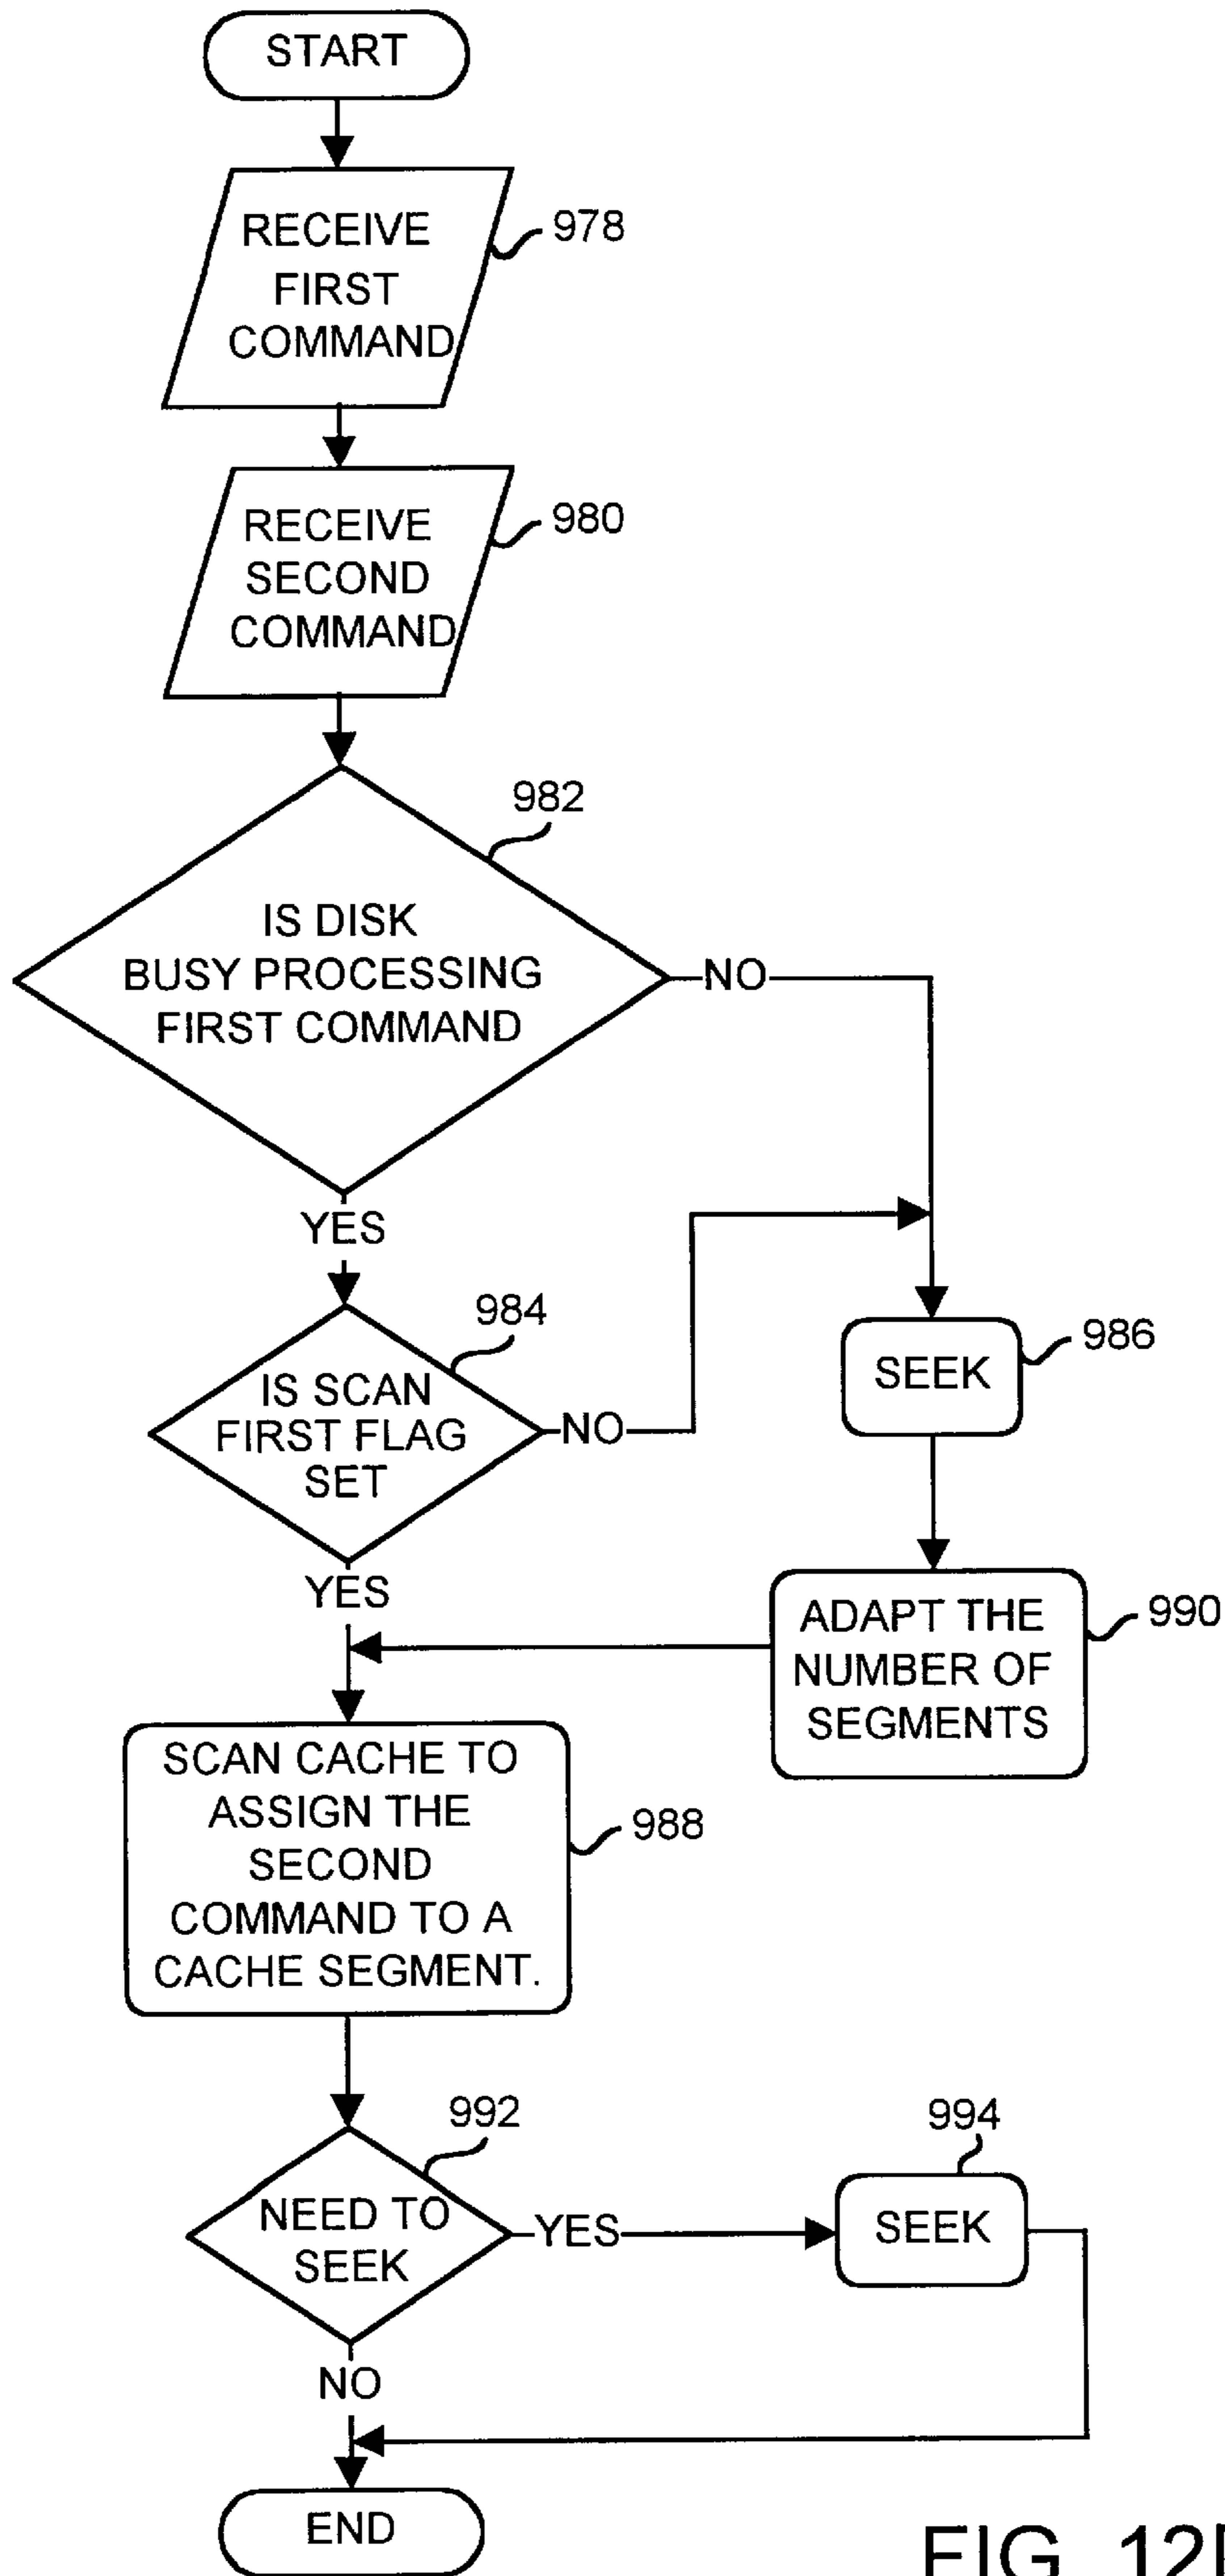 START
RECEIVE
FIRST
COMMAND
978
RECEIVE
SECOND
COMMAND
980
982
IS DISK
BUSY PROCESSING
FIRST COMMAND
NO
YES
984
IS SCAN
FIRST FLAG
SET
NO
SEEK
986
YES
ADAPT THE
NUMBER OF
SEGMENTS
990
SCAN CACHE TO
ASSIGN THE
SECOND
COMMAND TO A
CACHE SEGMENT.
988
992
NEED TO
SEEK
YES
994
SEEK
NO
END
FIG. 12